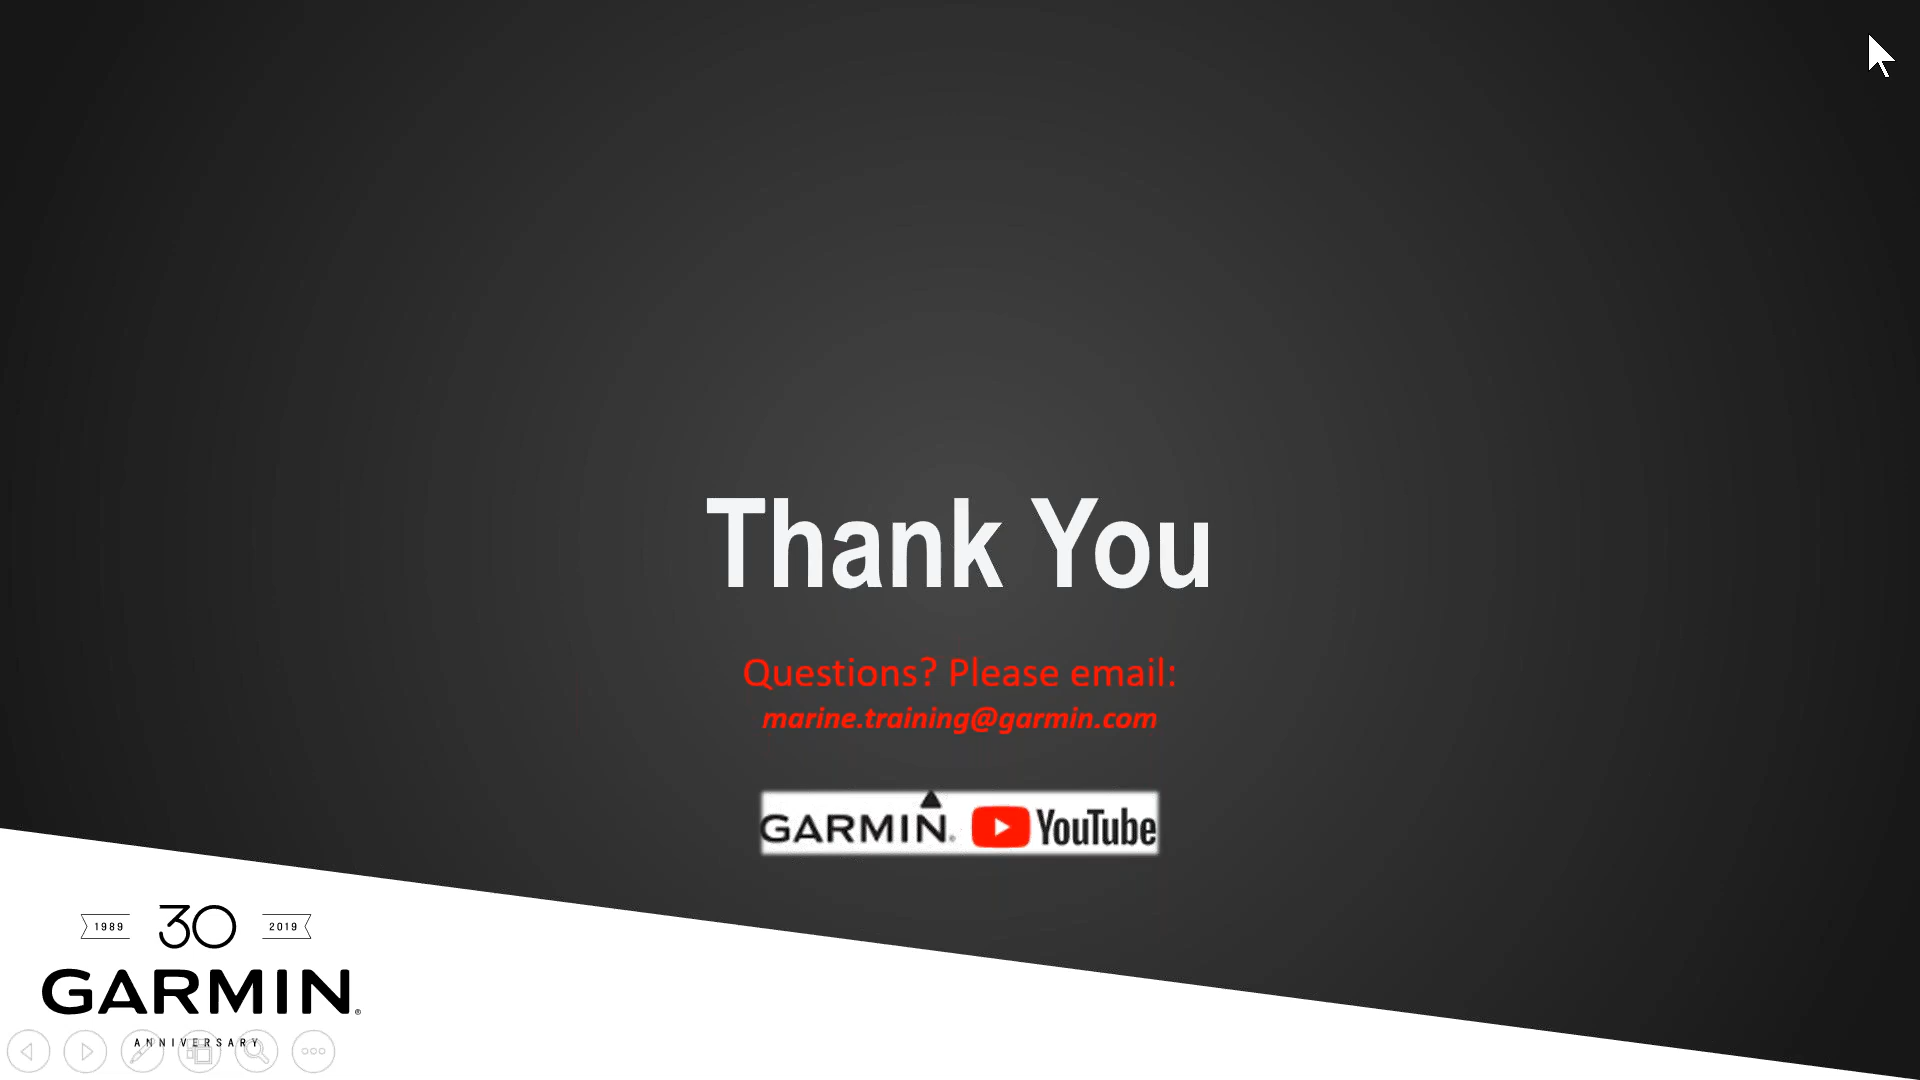 Thank You
Questions? Please email:
marine.training@garmin.com
GARMIN® YouTube
1989 30 2019
GARMIN®
ANNIVERSARY